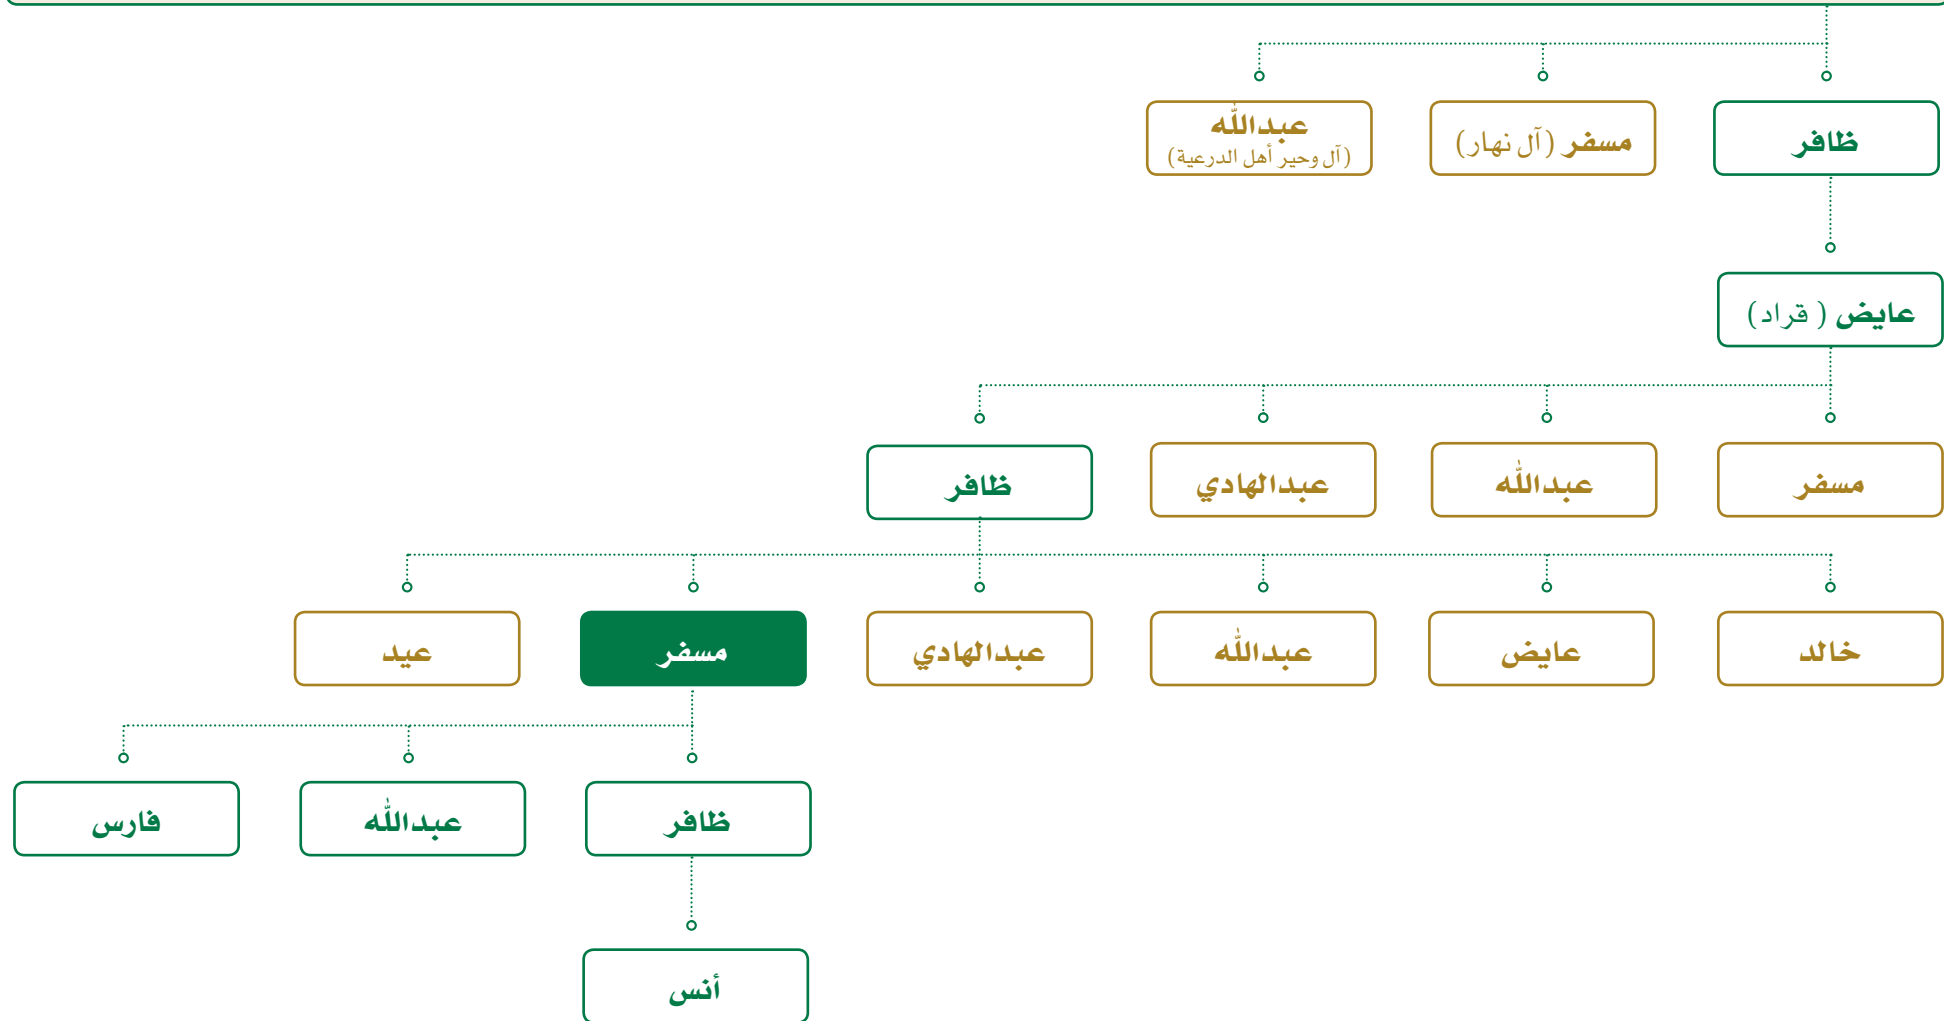 ظافر
مسفر (آل نهار)
عبدالله
(آل وحير أهل الدرعية)
عايض ( قراد )
مسفر
عبدالله
عبدالهادي
ظافر
خالد
عايض
عبدالله
عبدالهادي
مسفر
عيد
ظافر
عبدالله
فارس
أنس